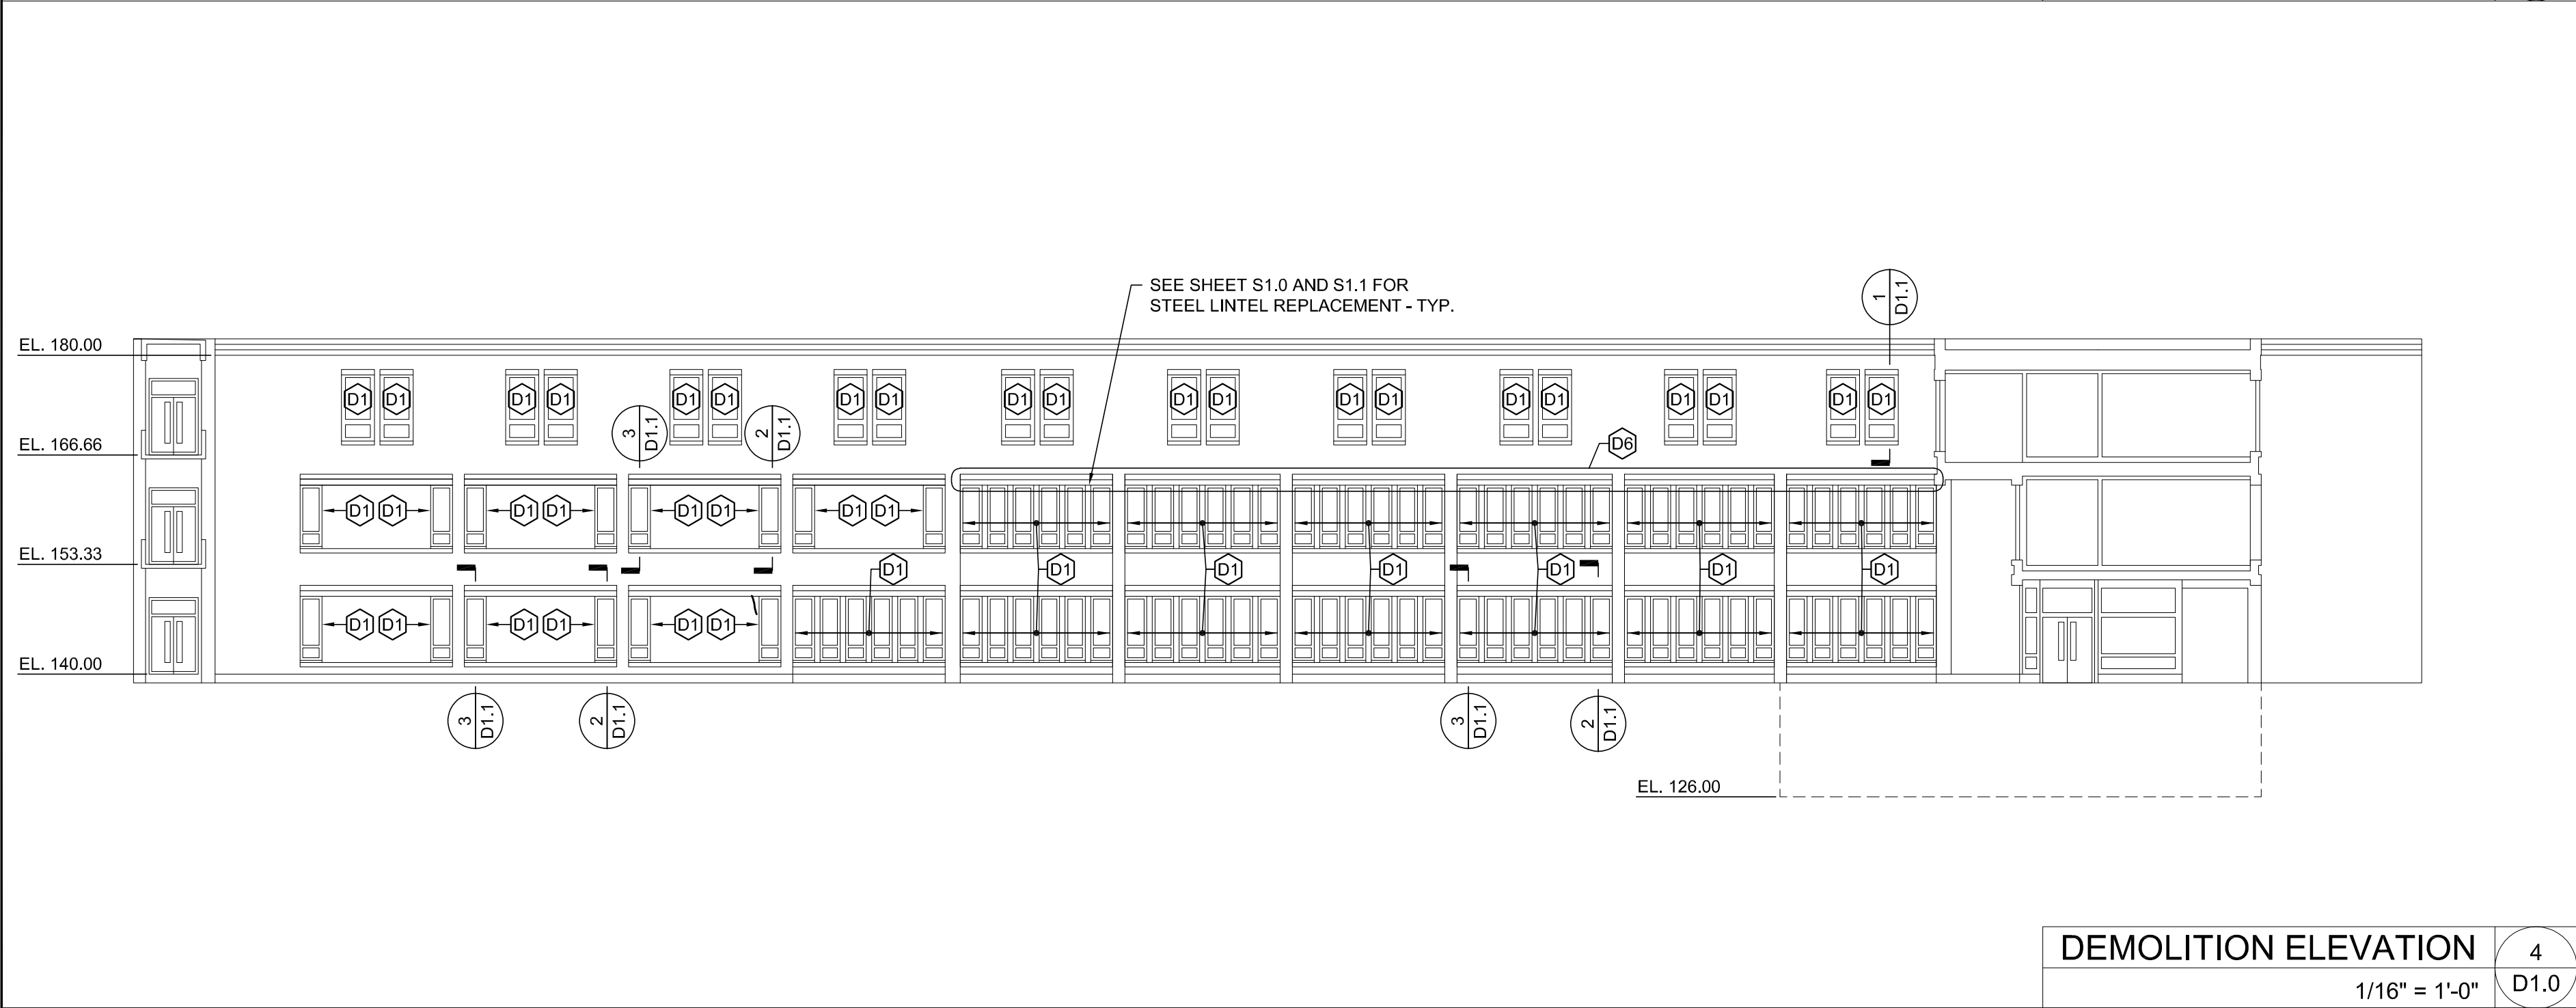 SEE SHEET S1.0 AND S1.1 FOR
STEEL LINTEL REPLACEMENT - TYP.
1
D1.1
EL. 180.00
D1 D1 D1 D1 D1 D1 D1 D1 D1 D1 D1 D1 D1 D1 D1 D1 D1 D1 D1 D1
3
D1.1
2
D1.1
EL. 166.66
D6
D1 D1 D1 D1 D1 D1 D1 D1
EL. 153.33
D1 D1 D1 D1 D1 D1 D1
D1 D1 D1 D1 D1 D1
EL. 140.00
3
D1.1
2
D1.1
3
D1.1
2
D1.1
EL. 126.00
DEMOLITION ELEVATION
4
1/16" = 1'-0"
D1.0